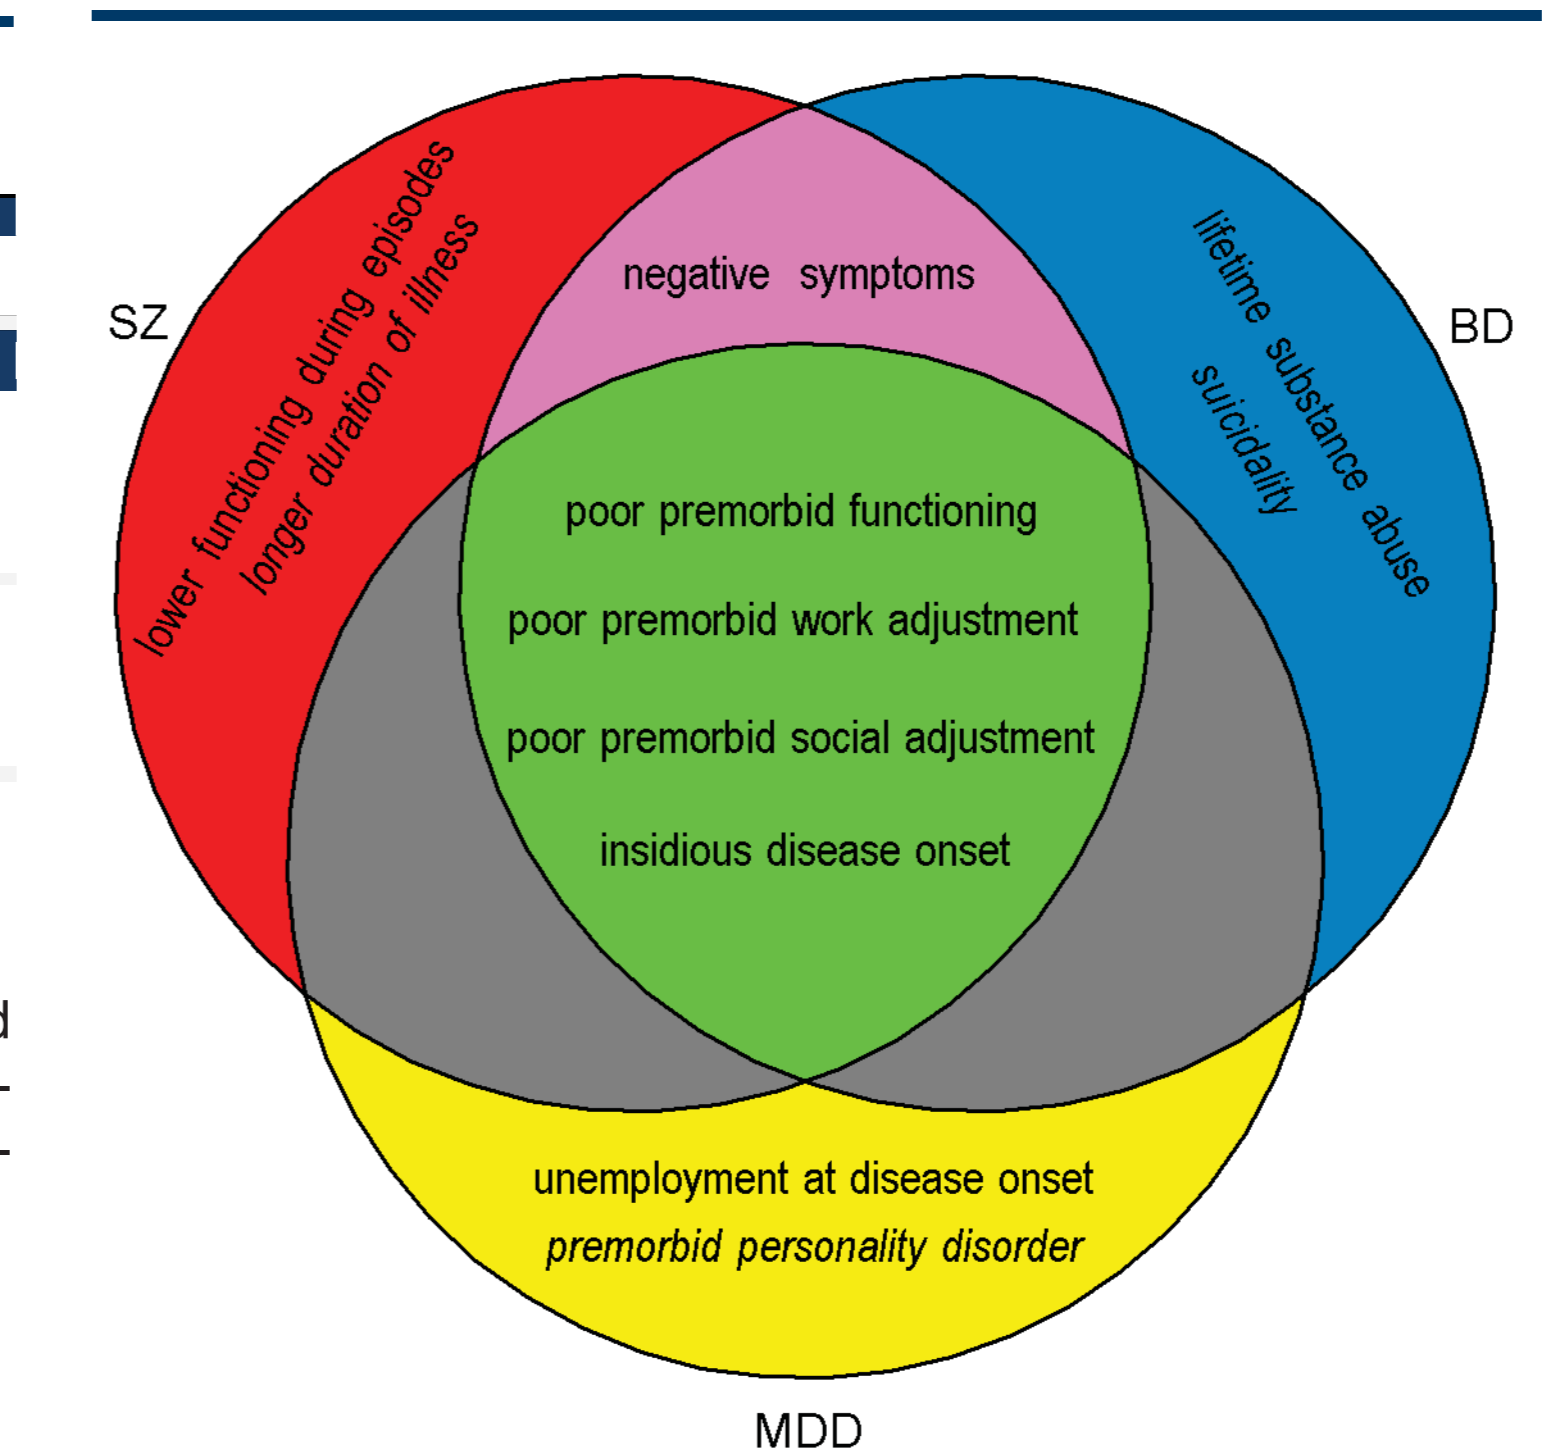 SZ
BD
lower functioning during episodes
longer duration of illness
negative symptoms
lifetime substance abuse
suicidality
poor premorbid functioning
poor premorbid work adjustment
poor premorbid social adjustment
insidious disease onset
unemployment at disease onset
premorbid personality disorder
MDD